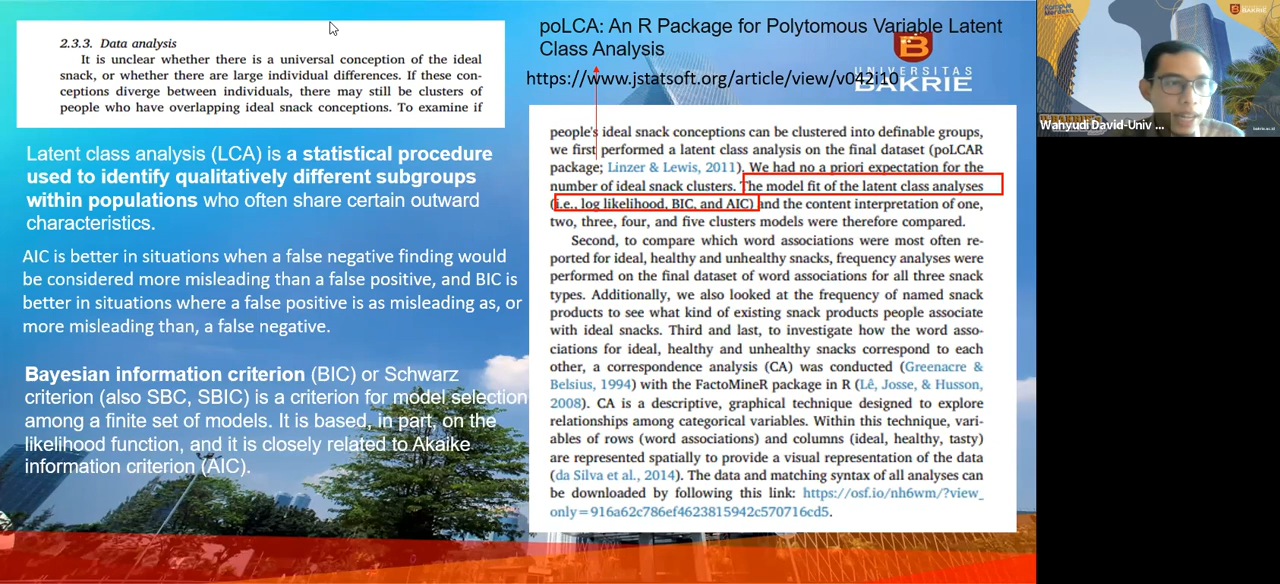 2.3.3. Data analysis
It is unclear whether there is a universal conception of the ideal
snack, or whether there are large individual differences. If these con-
ceptions diverge between individuals, there may still be clusters of
people who have overlapping ideal snack conceptions. To examine if
Latent class analysis (LCA) is a statistical procedure
used to identify qualitatively different subgroups
within populations who often share certain outward
characteristics.
AIC is better in situations when a false negative finding would
be considered more misleading than a false positive, and BIC is
better in situations where a false positive is as misleading as, or
more misleading than, a false negative.
Bayesian information criterion (BIC) or Schwarz
criterion (also SBC, SBIC) is a criterion for model selection
among a finite set of models. It is based, in part, on the
likelihood function, and it is closely related to Akaike
information criterion (AIC).
poLCA: An R Package for Polytomous Variable Latent
Class Analysis
https://www.jstatsoft.org/article/view/v042i10
UNIVERSITAS
BAKRIE
people's ideal snack conceptions can be clustered into definable groups,
we first performed a latent class analysis on the final dataset (poLCAR
package; Linzer & Lewis, 2011). We had no a priori expectation for the
number of ideal snack clusters. The model fit of the latent class analyses
(i.e., log likelihood, BIC, and AIC) and the content interpretation of one,
two, three, four, and five clusters models were therefore compared.
Second, to compare which word associations were most often re-
ported for ideal, healthy and unhealthy snacks, frequency analyses were
performed on the final dataset of word associations for all three snack
types. Additionally, we also looked at the frequency of named snack
products to see what kind of existing snack products people associate
with ideal snacks. Third and last, to investigate how the word asso-
ciations for ideal, healthy and unhealthy snacks correspond to each
other, a correspondence analysis (CA) was conducted (Greenacre &
Belsius, 1994) with the FactoMineR package in R (Lê, Josse, & Husson,
2008). CA is a descriptive, graphical technique designed to explore
relationships among categorical variables. Within this technique, vari-
ables of rows (word associations) and columns (ideal, healthy, tasty)
are represented spatially to provide a visual representation of the data
(da Silva et al., 2014). The data and matching syntax of all analyses can
be downloaded by following this link: https://osf.io/nh6wm/?view_
only=916a62c786ef4623815942c570716cd5.
Kampus
Merdeka
BAKRIE
Wahyudi David-Univ ...
bakrie.ac.id